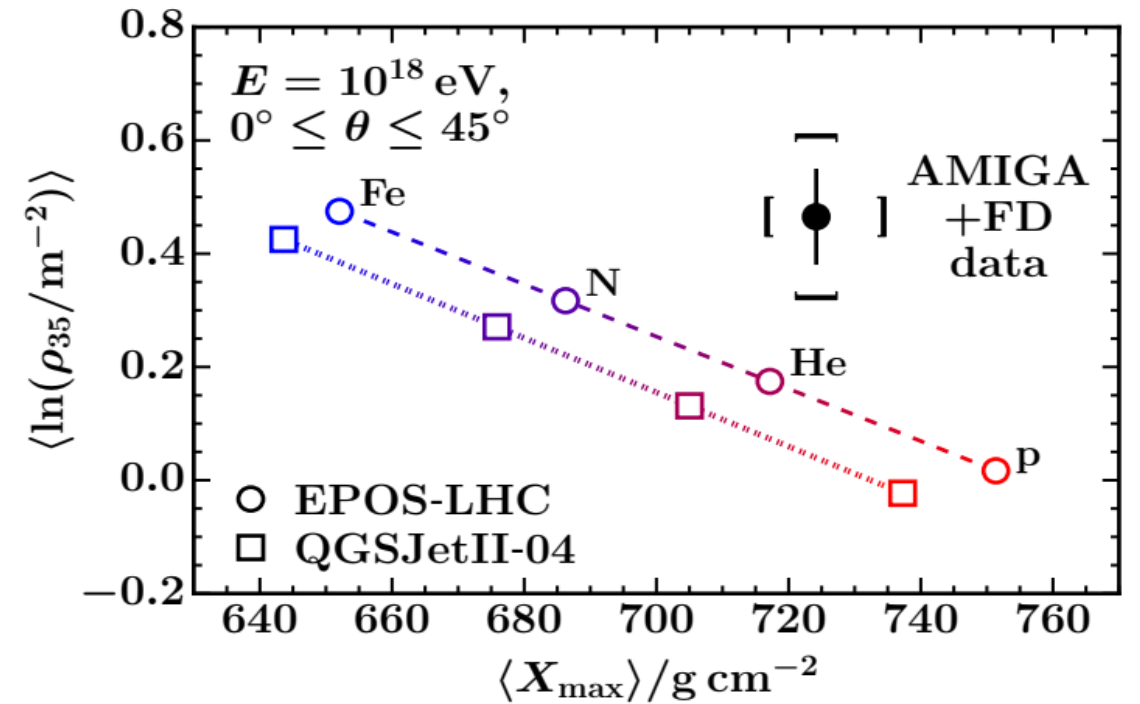 0.8
0.6
0.4
0.2
0.0
−0.2
⟨ln(ρ₃₅/m⁻²)⟩
E = 10¹⁸ eV,
0° ≤ θ ≤ 45°
Fe
N
He
p
[ ]
AMIGA
+FD
data
EPOS-LHC
QGSJetII-04
640 660 680 700 720 740 760
⟨Xₘₐₓ⟩/g cm⁻²